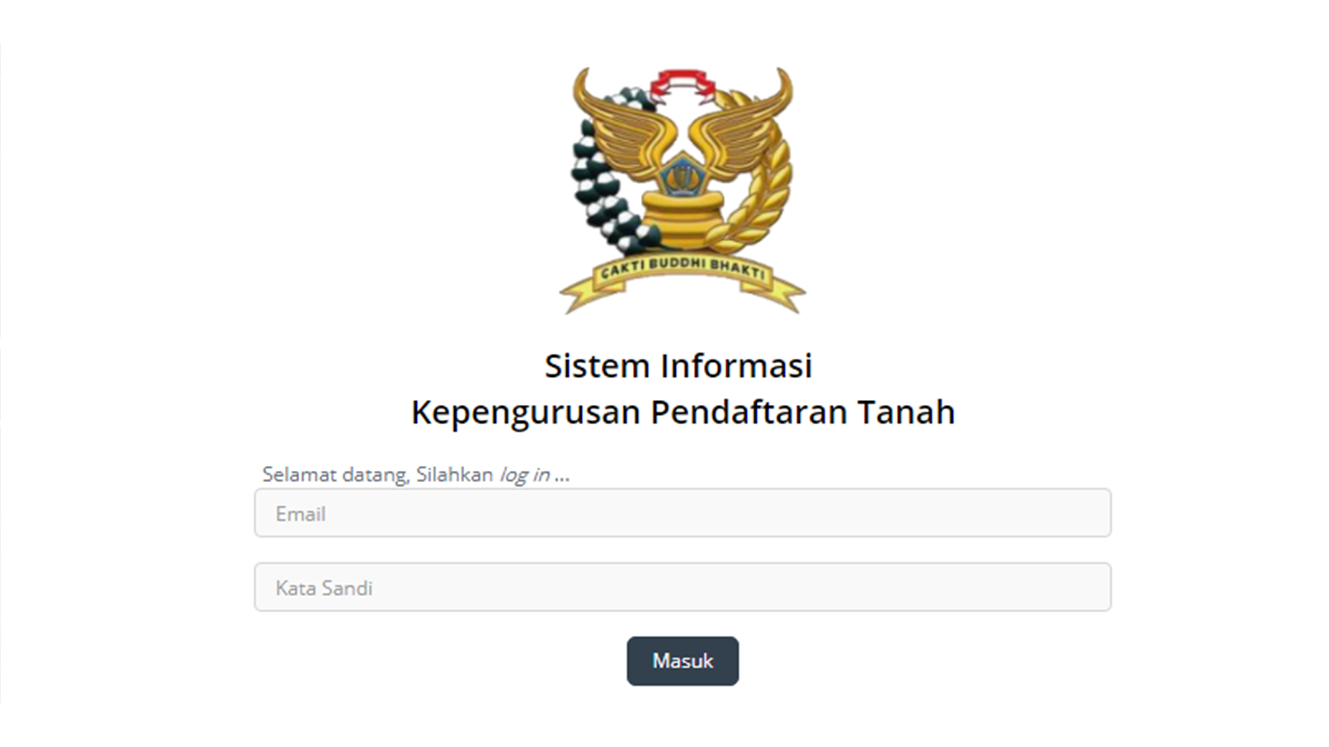 ÇAKTI BUDDHI BHAKTI
Sistem Informasi
Kepengurusan Pendaftaran Tanah
Selamat datang, Silahkan log in ...
Email
Kata Sandi
Masuk